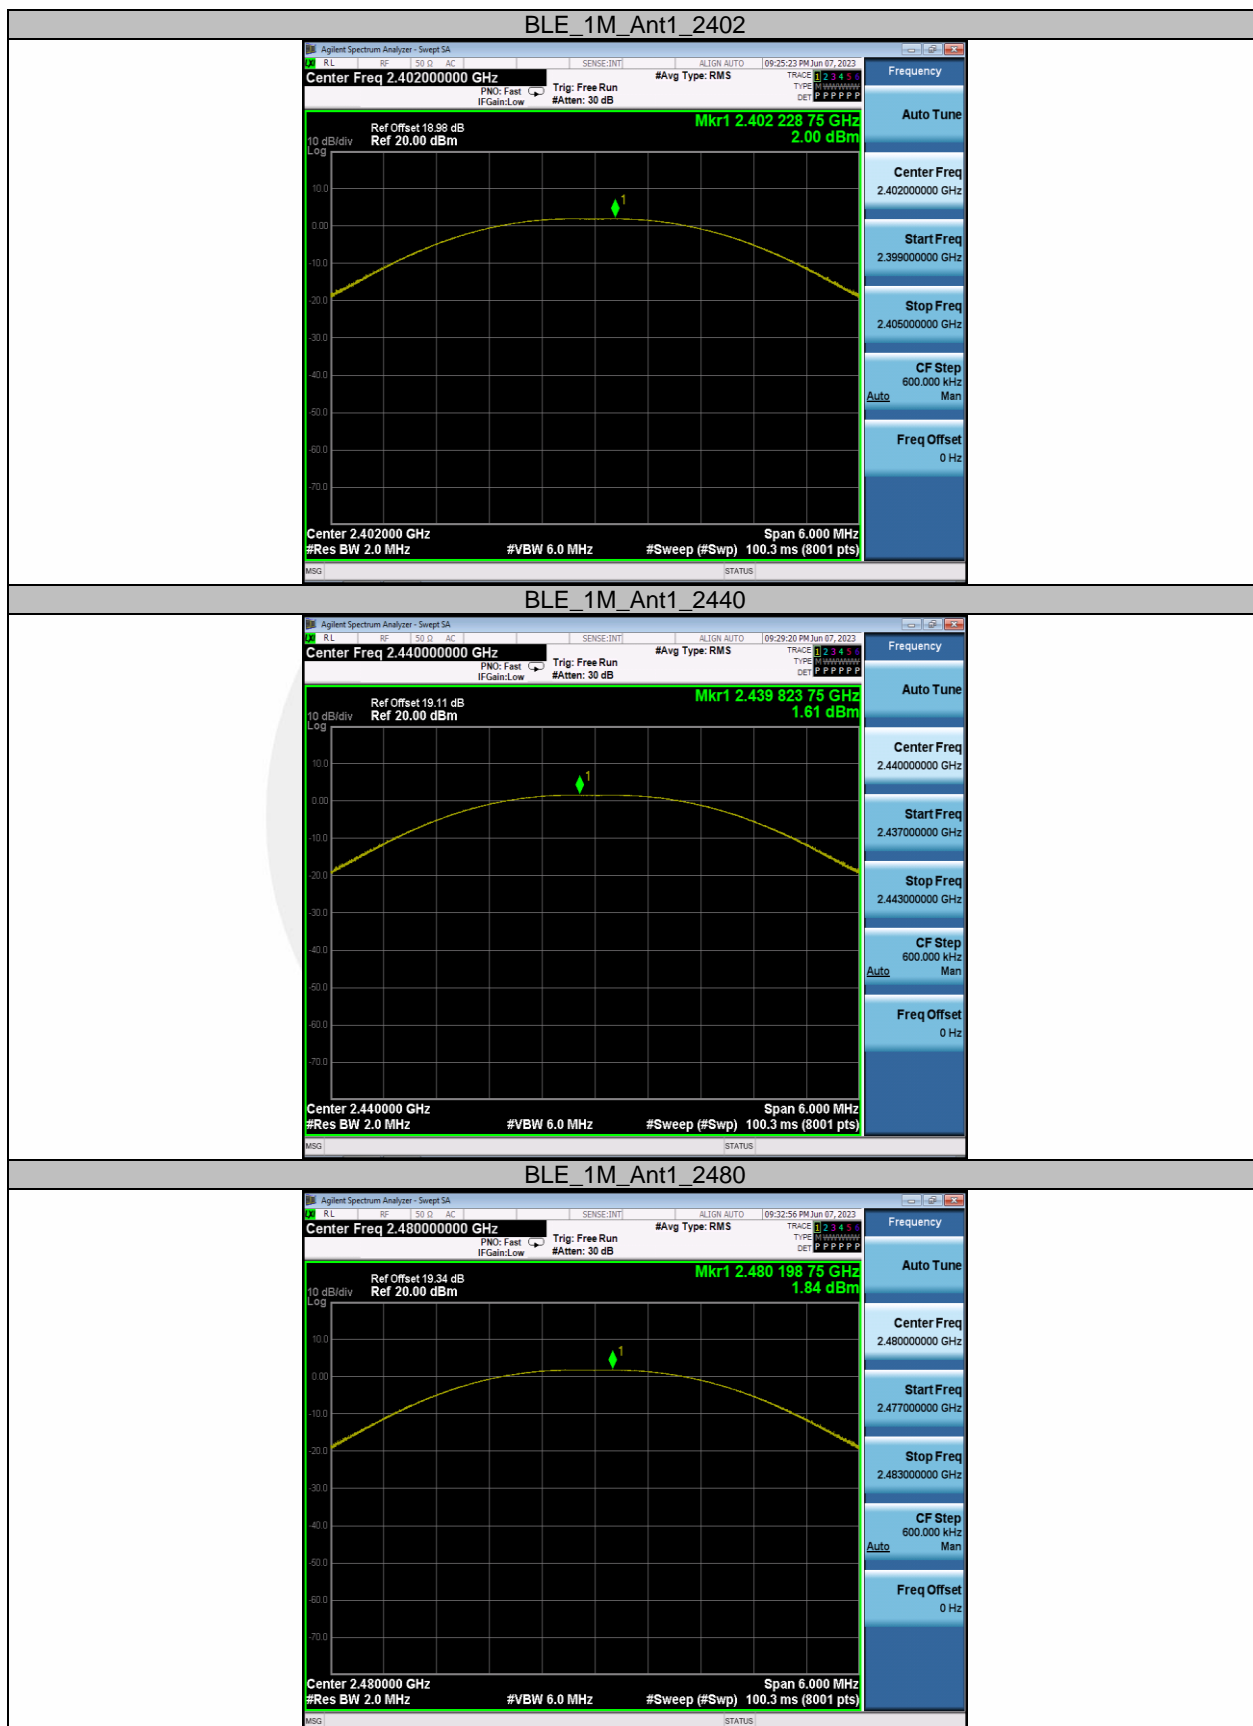 BLE_1M_Ant1_2402
Agilent Spectrum Analyzer - Swept SA
RL RF 50 Ω AC SENSE:INT ALIGN AUTO 09:25:23 PM Jun 07, 2023
Center Freq 2.402000000 GHz #Avg Type: RMS TRACE 1 2 3 4 5 6 Frequency
PNO: Fast Trig: Free Run TYPE M WWWWW
IFGain:Low #Atten: 30 dB DET P P P P P P
Auto Tune
Mkr1 2.402 228 75 GHz
Ref Offset 18.98 dB
10 dB/div Ref 20.00 dBm 2.00 dBm
Log
Center Freq
2.402000000 GHz
10.0
1
0.00
Start Freq
2.399000000 GHz
-10.0
-20.0
Stop Freq
2.405000000 GHz
-30.0
-40.0
CF Step
600.000 kHz
Auto Man
-50.0
Freq Offset
0 Hz
-60.0
-70.0
Center 2.402000 GHz Span 6.000 MHz
#Res BW 2.0 MHz #VBW 6.0 MHz #Sweep (#Swp) 100.3 ms (8001 pts)
MSG STATUS
BLE_1M_Ant1_2440
Agilent Spectrum Analyzer - Swept SA
RL RF 50 Ω AC SENSE:INT ALIGN AUTO 09:29:20 PM Jun 07, 2023
Center Freq 2.440000000 GHz #Avg Type: RMS TRACE 1 2 3 4 5 6 Frequency
PNO: Fast Trig: Free Run TYPE M WWWWW
IFGain:Low #Atten: 30 dB DET P P P P P P
Auto Tune
Mkr1 2.439 823 75 GHz
Ref Offset 19.11 dB
10 dB/div Ref 20.00 dBm 1.61 dBm
Log
Center Freq
2.440000000 GHz
10.0
1
0.00
Start Freq
2.437000000 GHz
-10.0
-20.0
Stop Freq
2.443000000 GHz
-30.0
-40.0
CF Step
600.000 kHz
Auto Man
-50.0
Freq Offset
0 Hz
-60.0
-70.0
Center 2.440000 GHz Span 6.000 MHz
#Res BW 2.0 MHz #VBW 6.0 MHz #Sweep (#Swp) 100.3 ms (8001 pts)
MSG STATUS
BLE_1M_Ant1_2480
Agilent Spectrum Analyzer - Swept SA
RL RF 50 Ω AC SENSE:INT ALIGN AUTO 09:32:56 PM Jun 07, 2023
Center Freq 2.480000000 GHz #Avg Type: RMS TRACE 1 2 3 4 5 6 Frequency
PNO: Fast Trig: Free Run TYPE M WWWWW
IFGain:Low #Atten: 30 dB DET P P P P P P
Auto Tune
Mkr1 2.480 198 75 GHz
Ref Offset 19.34 dB
10 dB/div Ref 20.00 dBm 1.84 dBm
Log
Center Freq
2.480000000 GHz
10.0
1
0.00
Start Freq
2.477000000 GHz
-10.0
-20.0
Stop Freq
2.483000000 GHz
-30.0
-40.0
CF Step
600.000 kHz
Auto Man
-50.0
Freq Offset
0 Hz
-60.0
-70.0
Center 2.480000 GHz Span 6.000 MHz
#Res BW 2.0 MHz #VBW 6.0 MHz #Sweep (#Swp) 100.3 ms (8001 pts)
MSG STATUS